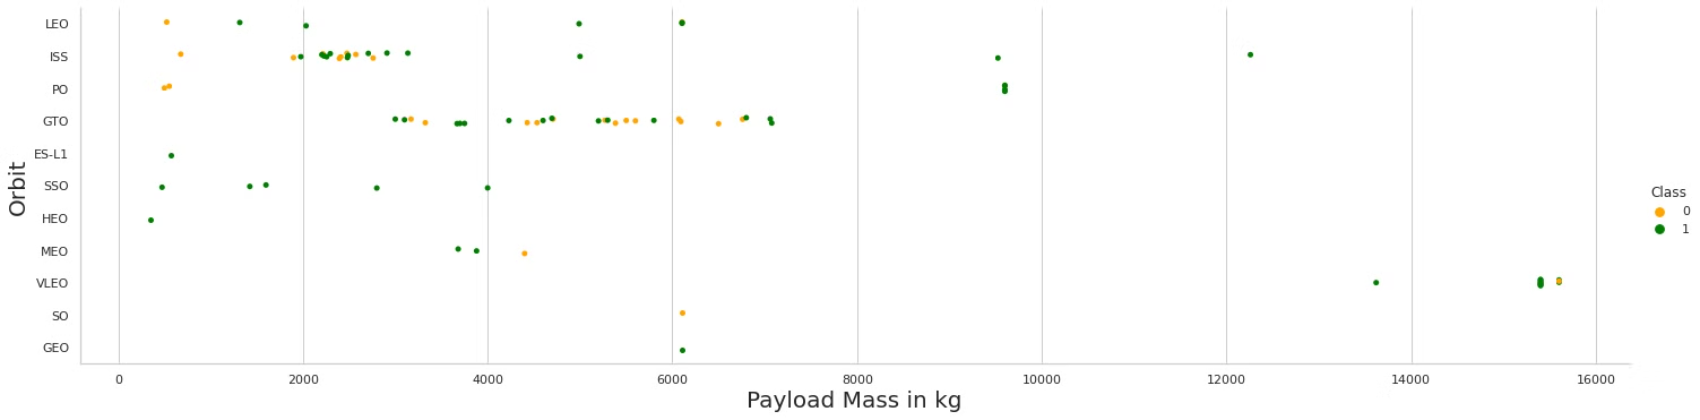 LEO
ISS
PO
GTO
ES-L1
SSO
HEO
MEO
VLEO
SO
GEO
Orbit
0 2000 4000 6000 8000 10000 12000 14000 16000
Payload Mass in kg
Class
0
1